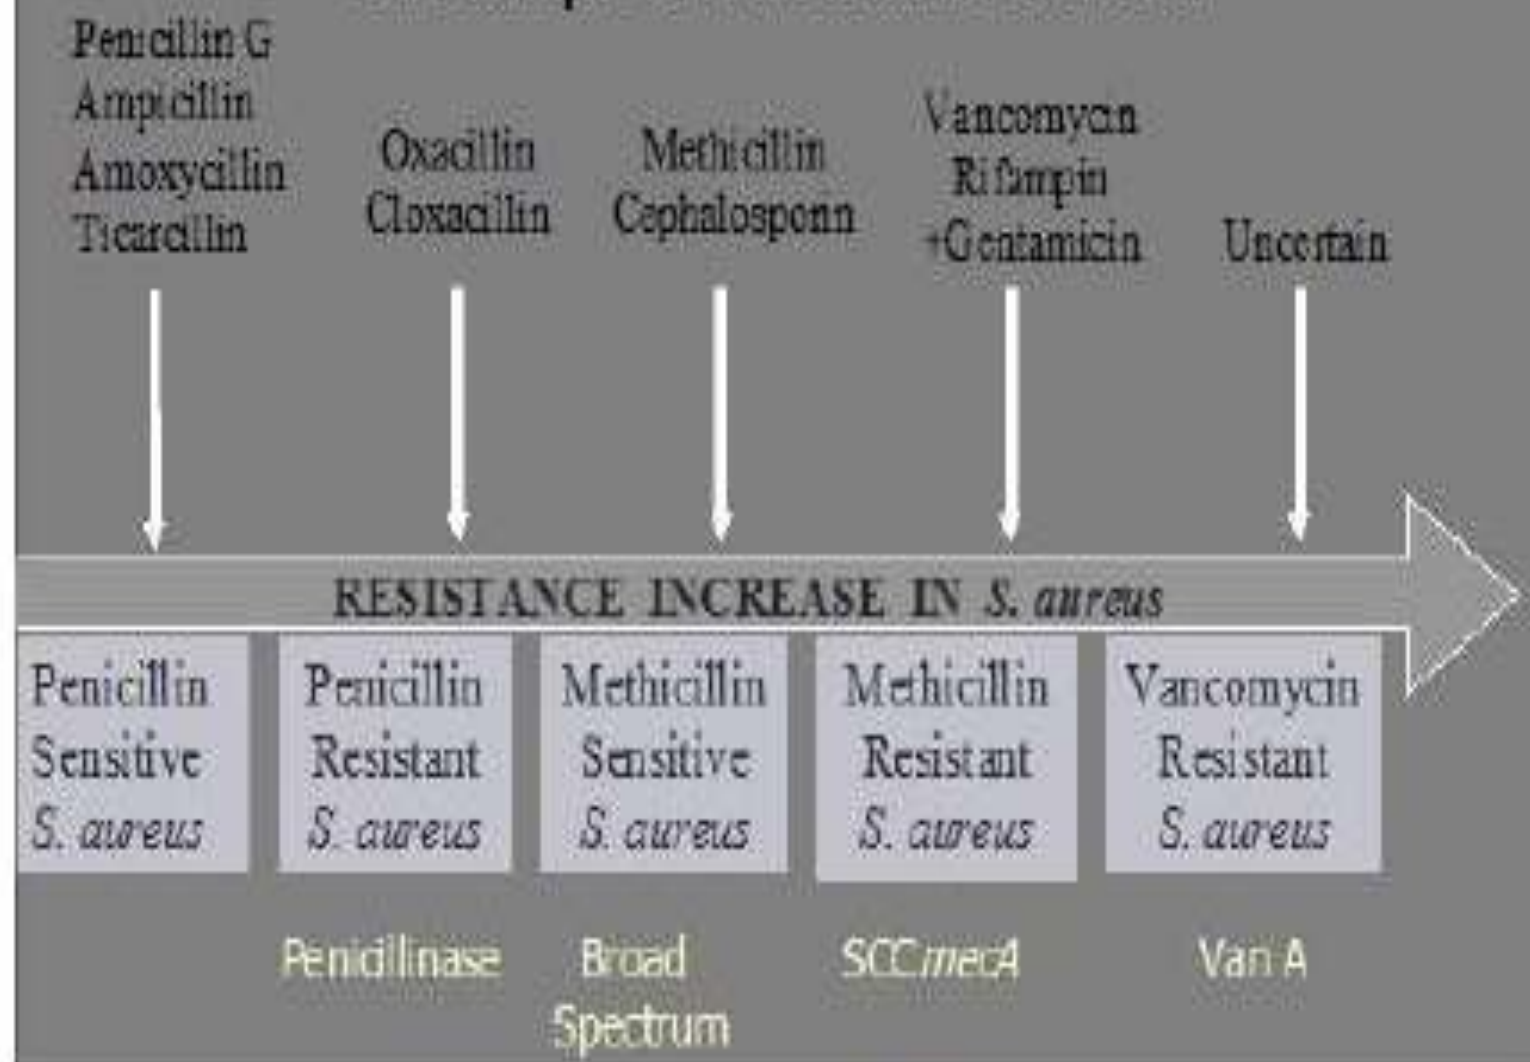 Penicillin G
Ampicillin
Amoxycillin
Ticarcillin
Oxacillin
Cloxacillin
Methicillin
Cephalosporin
Vancomycin
Rifampin
+Gentamicin
Uncertain
RESISTANCE INCREASE IN S. aureus
Penicillin
Sensitive
S. aureus
Penicillin
Resistant
S. aureus
Methicillin
Sensitive
S. aureus
Methicillin
Resistant
S. aureus
Vancomycin
Resistant
S. aureus
Penicillinase
Broad
Spectrum
SCCmecA
Van A